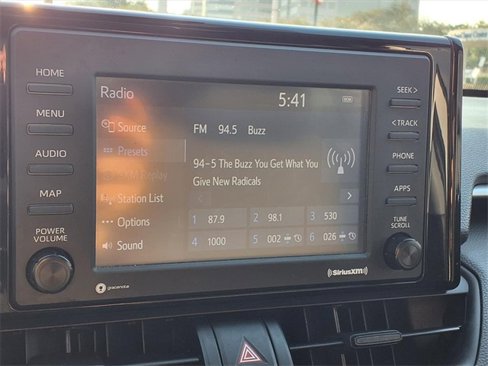 HOME
MENU
AUDIO
MAP
POWER
VOLUME
Radio
5:41
Source
FM 94.5 Buzz
Presets
94-5 The Buzz You Get What You
Give New Radicals
Replay
Station List
Options
Sound
1 87.9
2 98.1
3 530
4 1000
5 002
6 026
SEEK >
< TRACK
PHONE
APPS
TUNE
SCROLL
gracenote
SiriusXM